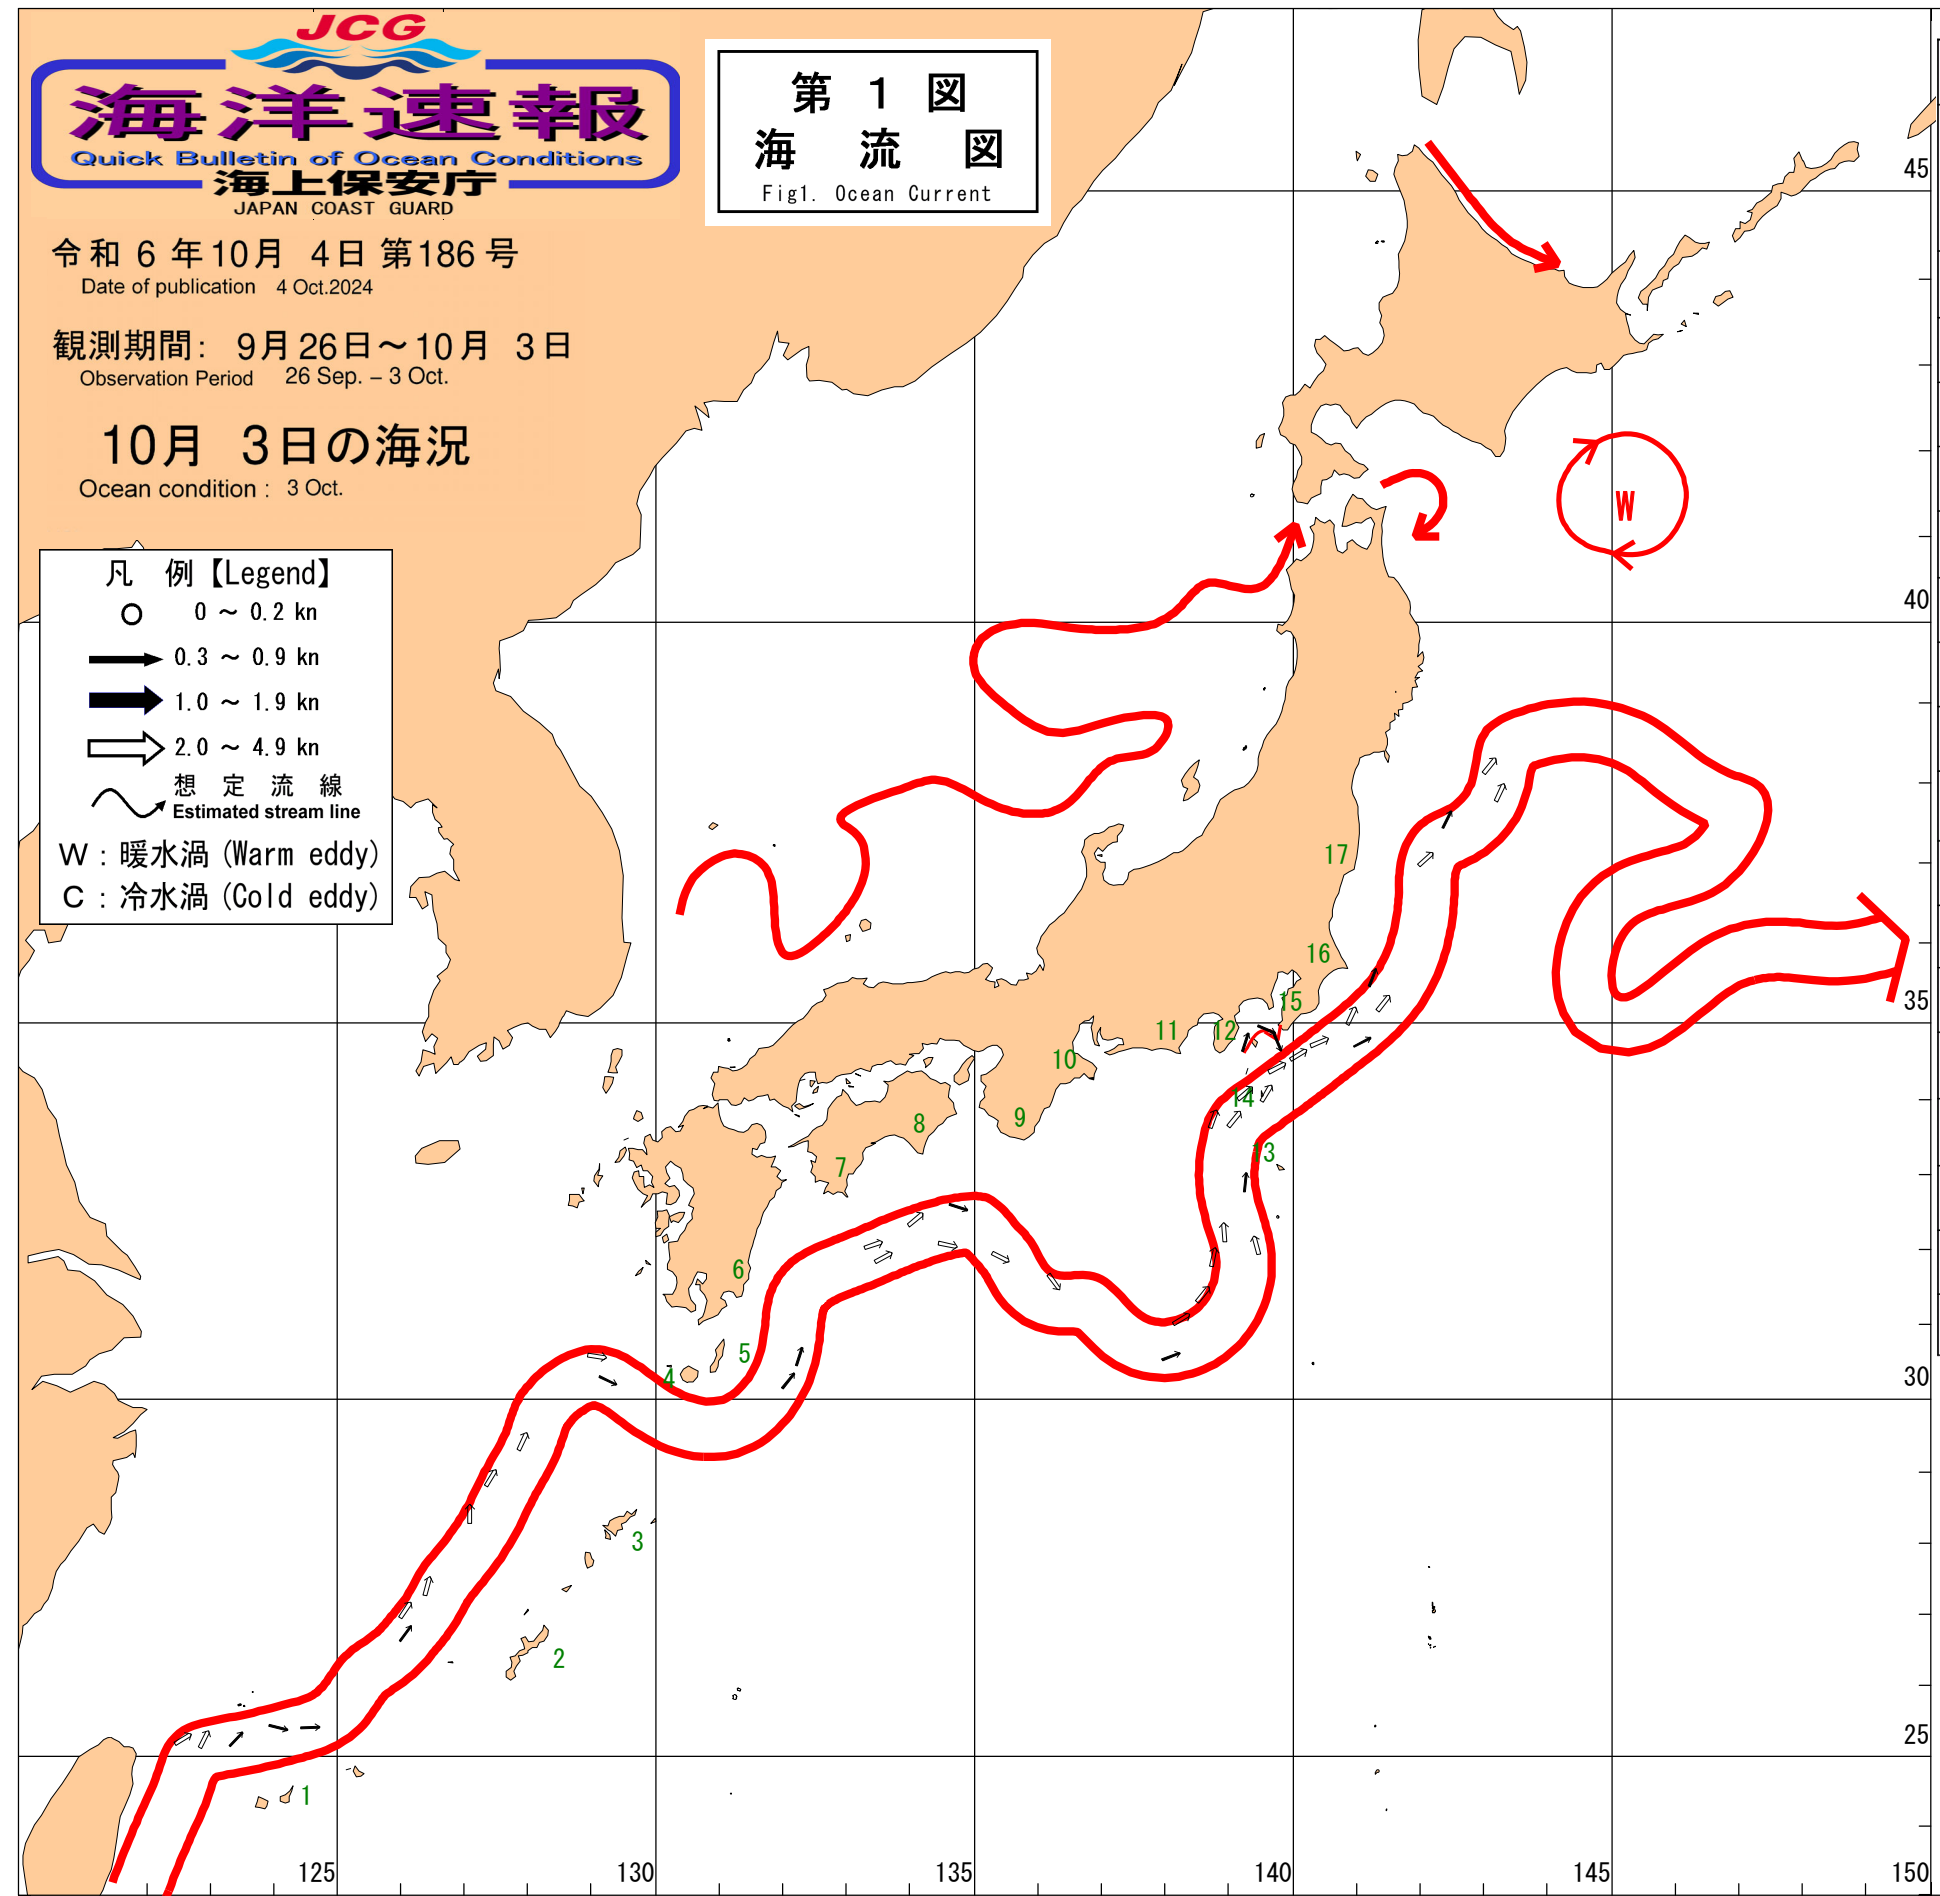 JCG
海洋速報
Quick Bulletin of Ocean Conditions
海上保安庁
JAPAN COAST GUARD
第 1 図
海 流 図
Fig1. Ocean Current
令和 6 年10月 4日 第186 号
Date of publication 4 Oct.2024
観測期間: 9月26日～10月 3日
Observation Period 26 Sep. – 3 Oct.
10月 3日の海況
Ocean condition : 3 Oct.
凡 例【Legend】
0 ～ 0.2 kn
0.3 ～ 0.9 kn
1.0 ～ 1.9 kn
2.0 ～ 4.9 kn
想 定 流 線
Estimated stream line
W : 暖水渦 (Warm eddy)
C : 冷水渦 (Cold eddy)
45
W
40
17
16
35
15
12
11
10
14
9
8
13
7
6
5
4
30
3
2
25
1
125
130
135
140
145
150